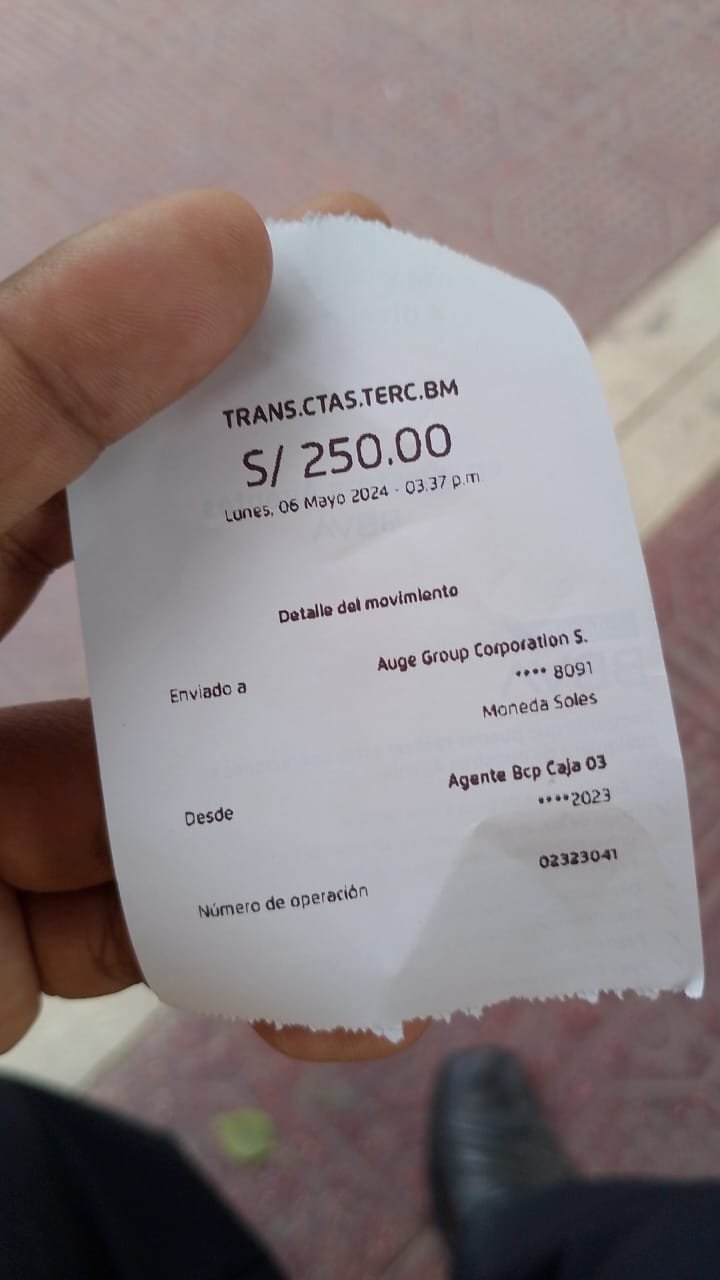 TRANS.CTAS.TERC.BM
S/ 250.00
Lunes, 06 Mayo 2024 - 03.37 p.m
Detalle del movimiento
Enviado a Auge Group Corporation S.
**** 8091
Moneda Soles
Desde Agente Bcp Caja 03
****2023
Número de operación 02323041